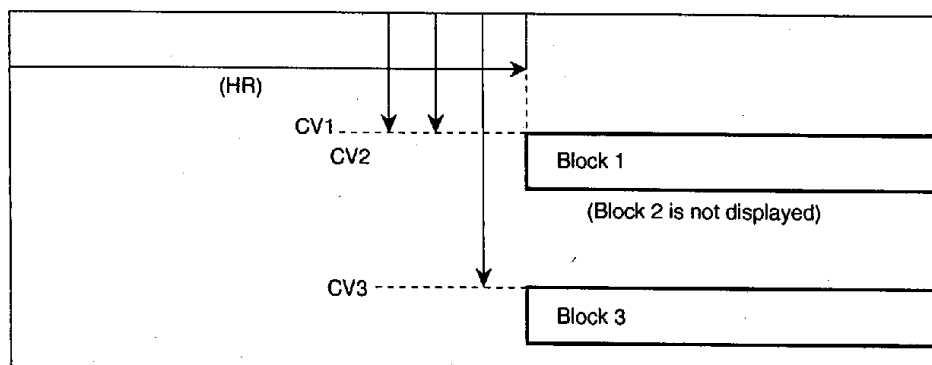 (HR)
CV1
CV2
Block 1
(Block 2 is not displayed)
CV3
Block 3